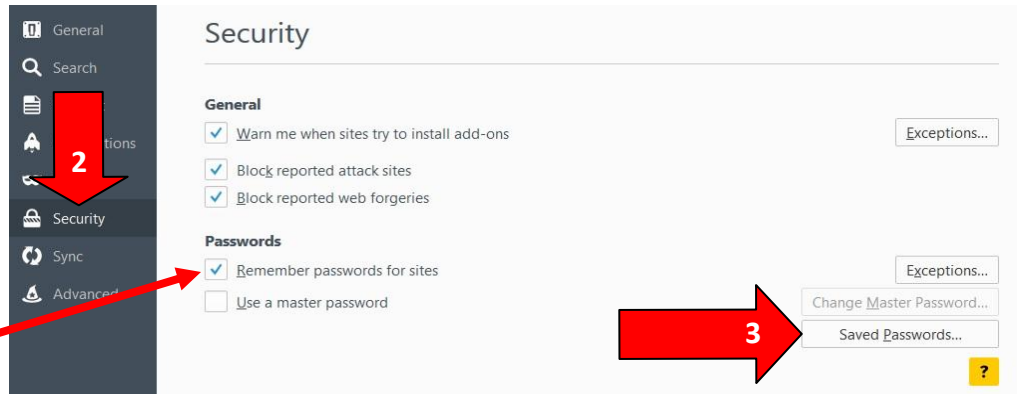 General
Search
tions
2
Security
Sync
Advanced
Security
General
Warn me when sites try to install add-ons
Exceptions...
Block reported attack sites
Block reported web forgeries
Passwords
Remember passwords for sites
Exceptions...
Use a master password
Change Master Password...
3
Saved Passwords...
?